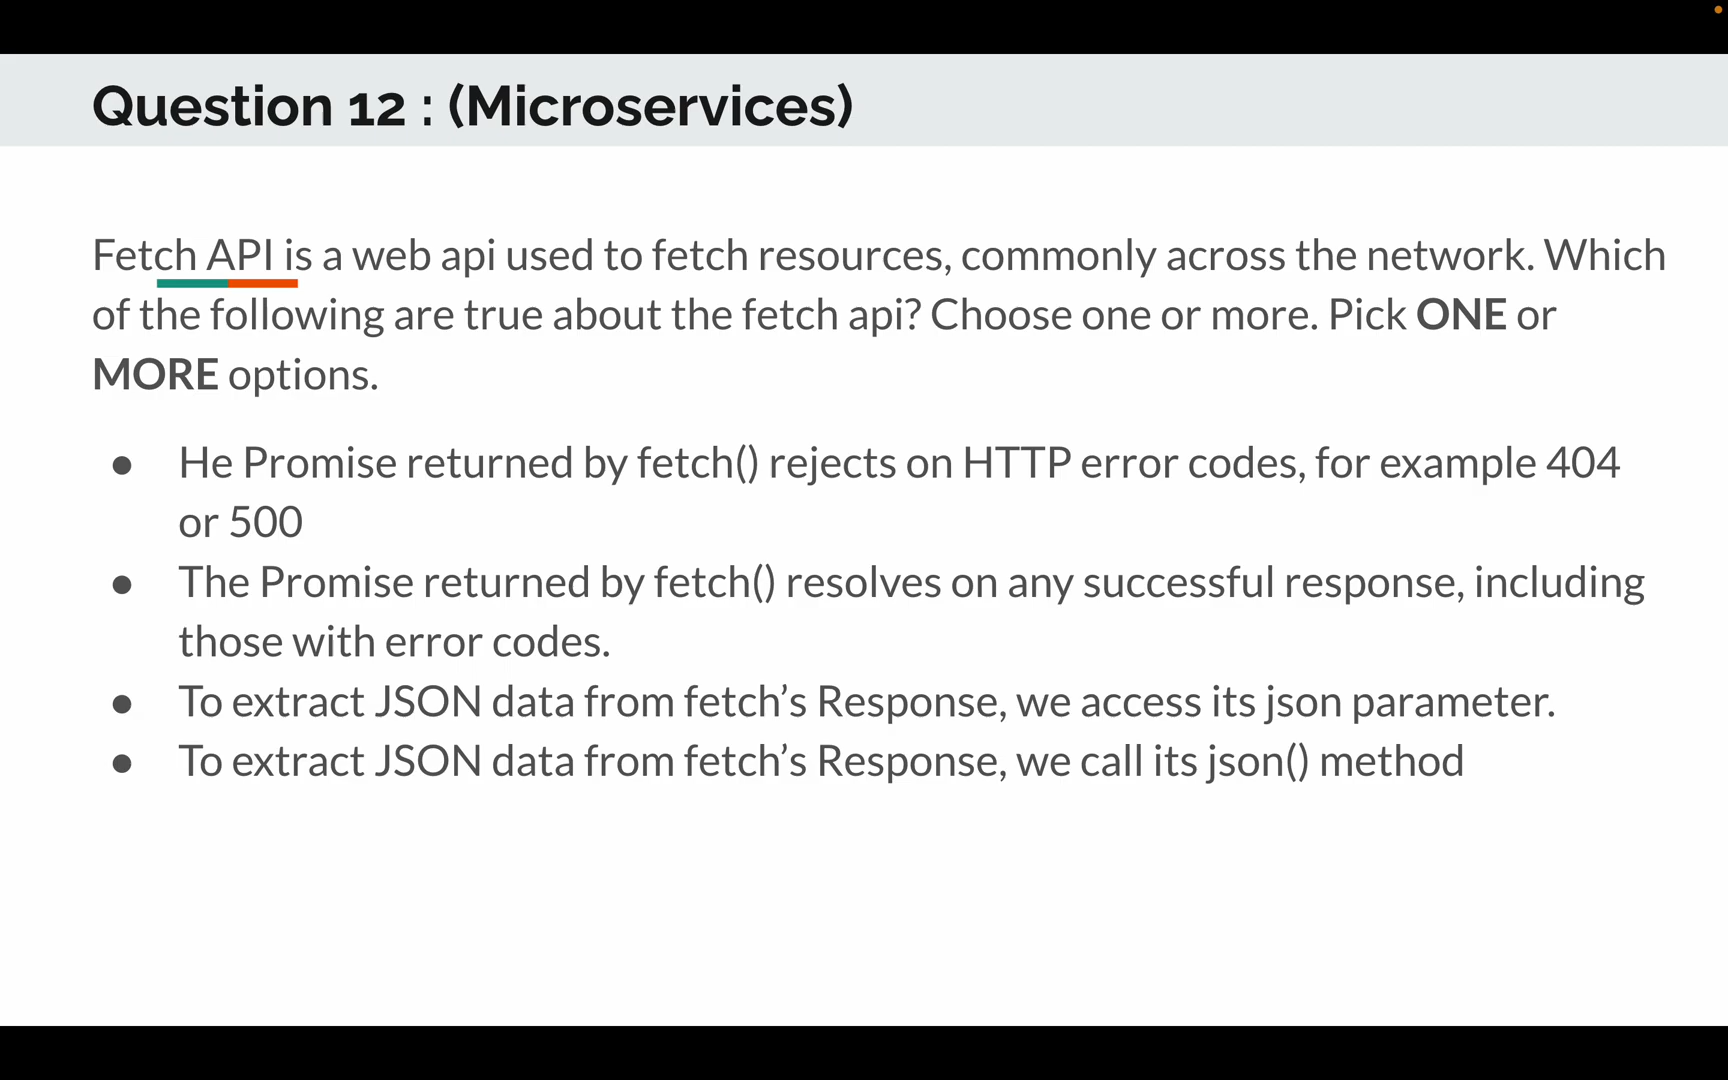 Question 12 : (Microservices)
Fetch API is a web api used to fetch resources, commonly across the network. Which
of the following are true about the fetch api? Choose one or more. Pick ONE or
MORE options.
● He Promise returned by fetch() rejects on HTTP error codes, for example 404
or 500
● The Promise returned by fetch() resolves on any successful response, including
those with error codes.
● To extract JSON data from fetch’s Response, we access its json parameter.
● To extract JSON data from fetch’s Response, we call its json() method